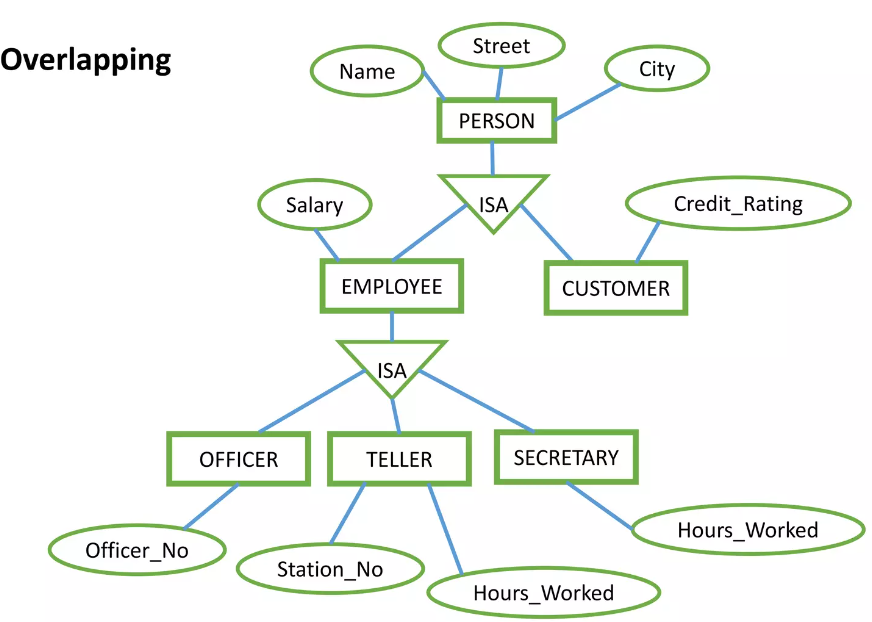 Overlapping
Street
Name
City
PERSON
ISA
Salary
Credit_Rating
EMPLOYEE
CUSTOMER
ISA
OFFICER
TELLER
SECRETARY
Officer_No
Station_No
Hours_Worked
Hours_Worked